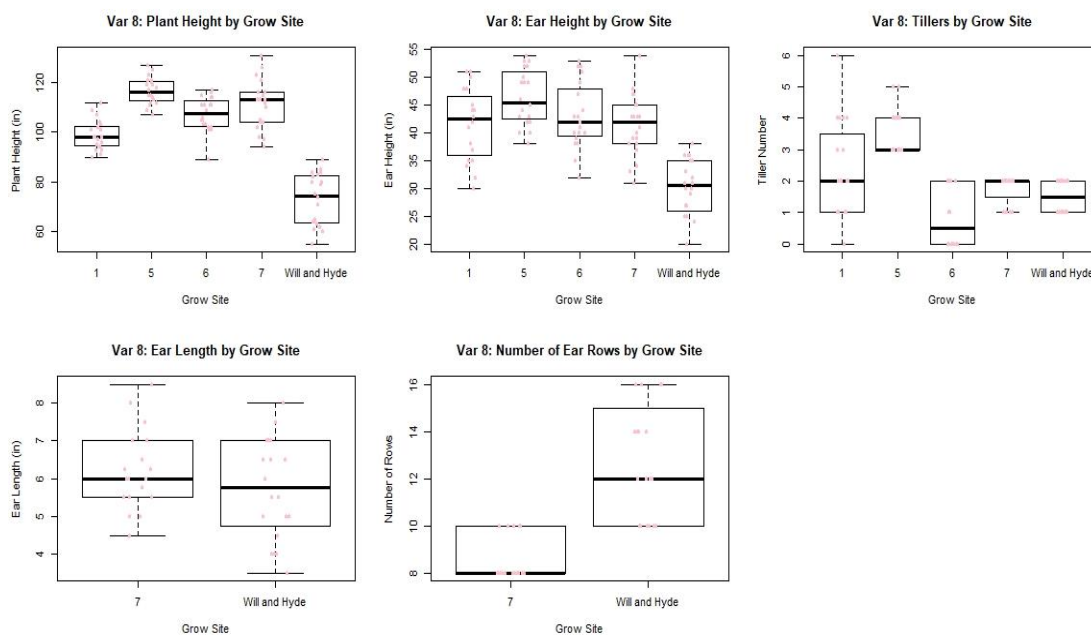 Var 8: Plant Height by Grow Site
Plant Height (in)
120
100
80
60
1 5 6 7 Will and Hyde
Grow Site
Var 8: Ear Height by Grow Site
Ear Height (in)
55
50
45
40
35
30
25
20
1 5 6 7 Will and Hyde
Grow Site
Var 8: Tillers by Grow Site
Tiller Number
6
5
4
3
2
1
0
1 5 6 7 Will and Hyde
Grow Site
Var 8: Ear Length by Grow Site
Ear Length (in)
8
7
6
5
4
7 Will and Hyde
Grow Site
Var 8: Number of Ear Rows by Grow Site
Number of Rows
16
14
12
10
8
7 Will and Hyde
Grow Site